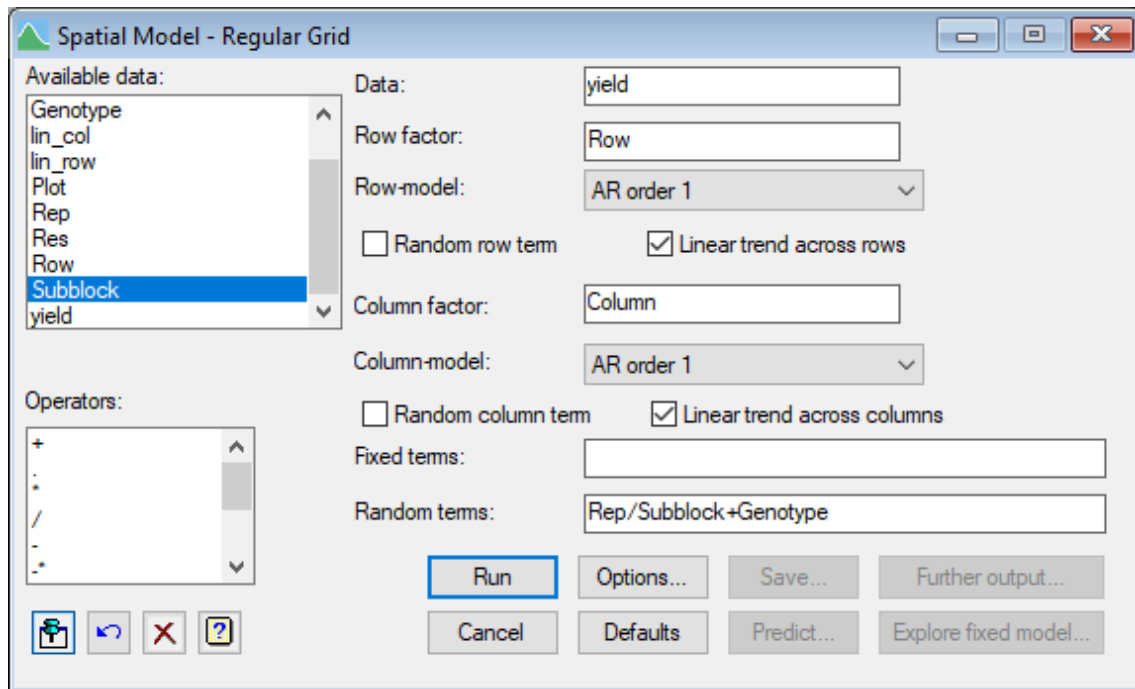 Spatial Model - Regular Grid
Available data:
Genotype
lin_col
lin_row
Plot
Rep
Res
Row
Subblock
yield
Operators:
+
.
*
/
-
-*
Data: yield
Row factor: Row
Row-model: AR order 1
Random row term Linear trend across rows
Column factor: Column
Column-model: AR order 1
Random column term Linear trend across columns
Fixed terms:
Random terms: Rep/Subblock+Genotype
Run Options... Save... Further output...
Cancel Defaults Predict... Explore fixed model...
?